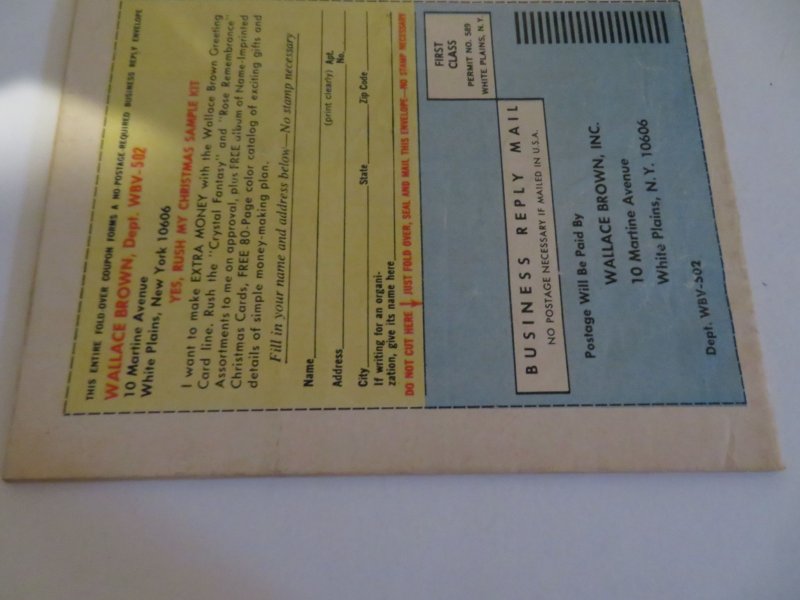 THIS ENTIRE FOLD OVER COUPON FORMS A NO-POSTAGE-REQUIRED BUSINESS REPLY ENVELOPE
WALLACE BROWN, Dept. WBV-502
10 Martine Avenue
White Plains, New York 10606
YES, RUSH MY CHRISTMAS SAMPLE KIT
I want to make EXTRA MONEY with the Wallace Brown Greeting
Card line. Rush the "Crystal Fantasy" and "Rose Remembrance"
Assortments to me on approval, plus FREE album of Name-Imprinted
Christmas Cards, FREE 80-Page color catalog of exciting gifts and
details of simple money-making plan.
Fill in your name and address below—No stamp necessary
Name
(print clearly) Apt.
Address No.
City State Zip Code
If writing for an organi-
zation, give its name here
DO NOT CUT HERE JUST FOLD OVER, SEAL AND MAIL THIS ENVELOPE—NO STAMP NECESSARY
FIRST
CLASS
PERMIT NO. 589
WHITE PLAINS, N.Y.
BUSINESS REPLY MAIL
NO POSTAGE NECESSARY IF MAILED IN U.S.A.
Postage Will Be Paid By
WALLACE BROWN, INC.
10 Martine Avenue
White Plains, N. Y. 10606
Dept. WBV-502